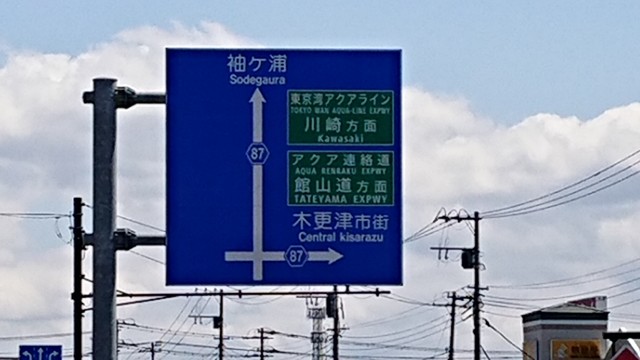 袖ケ浦
Sodegaura
東京湾アクアライン
TOKYO WAN AQUA-LINE EXPWY
川崎方面
Kawasaki
87
アクア連絡道
AQUA RENRAKU EXPWY
館山道方面
TATEYAMA EXPWY
木更津市街
Central kisarazu
87